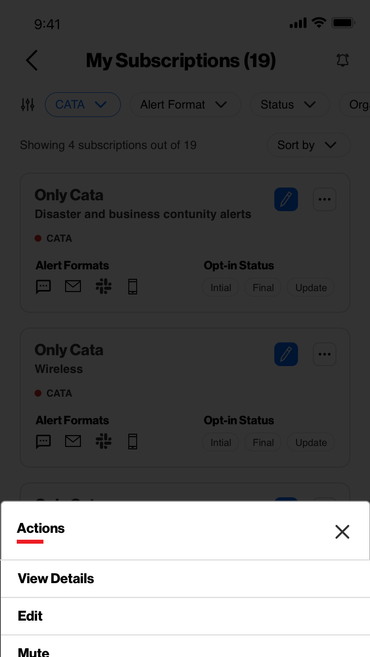 9:41
My Subscriptions (19)
CATA
Alert Format
Status
Org
Showing 4 subscriptions out of 19
Sort by
Only Cata
Disaster and business contunity alerts
CATA
Alert Formats
Opt-in Status
Intial
Final
Update
Only Cata
Wireless
CATA
Alert Formats
Opt-in Status
Intial
Final
Update
Only Cata
Actions
View Details
Edit
Mute